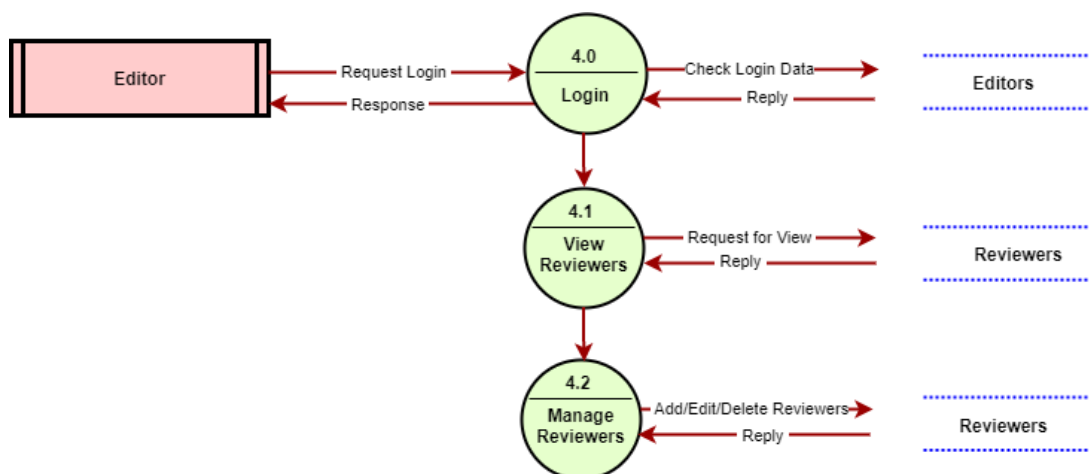 4.0
Editor
Request Login
Check Login Data
Editors
Response
Login
Reply
4.1
View
Reviewers
Request for View
Reply
Reviewers
4.2
Manage
Reviewers
Add/Edit/Delete Reviewers
Reply
Reviewers